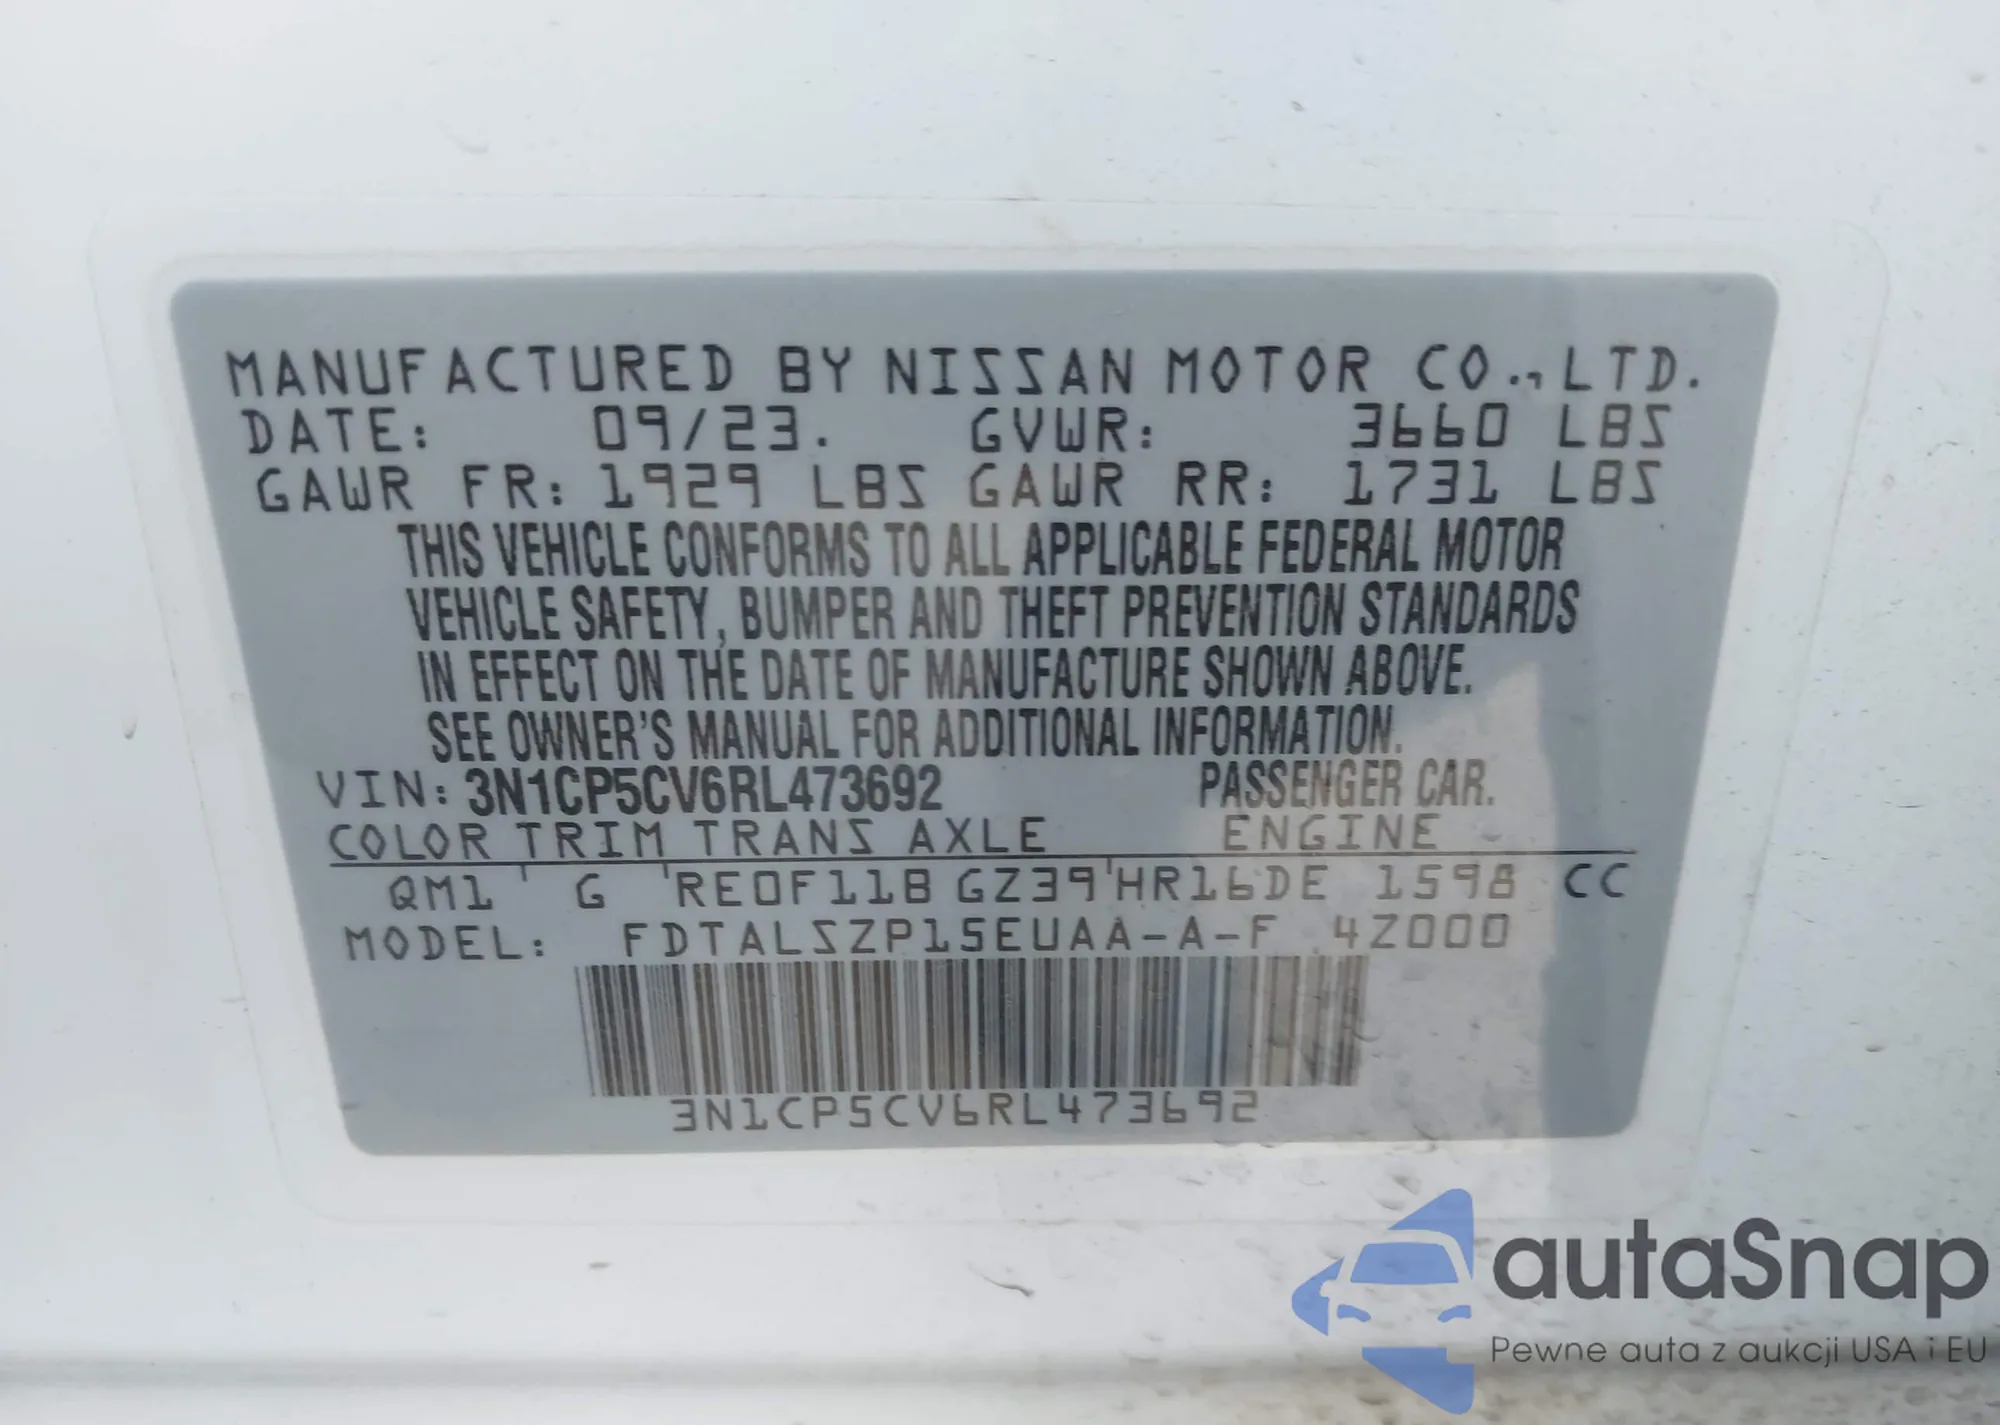 MANUFACTURED BY NISSAN MOTOR CO., LTD.
DATE: 09/23. GVWR: 3660 LBS
GAWR FR: 1929 LBS GAWR RR: 1731 LBS
THIS VEHICLE CONFORMS TO ALL APPLICABLE FEDERAL MOTOR
VEHICLE SAFETY, BUMPER AND THEFT PREVENTION STANDARDS
IN EFFECT ON THE DATE OF MANUFACTURE SHOWN ABOVE.
SEE OWNER'S MANUAL FOR ADDITIONAL INFORMATION.
VIN: 3N1CP5CV6RL473692 PASSENGER CAR.
COLOR TRIM TRANS AXLE ENGINE
QM1 G RE0F11B GZ39 HR16DE 1598 CC
MODEL: FDTALSZP15EUAA-A-F 4Z000
3N1CP5CV6RL473692
autaSnap
Pewne auta z aukcji USA i EU